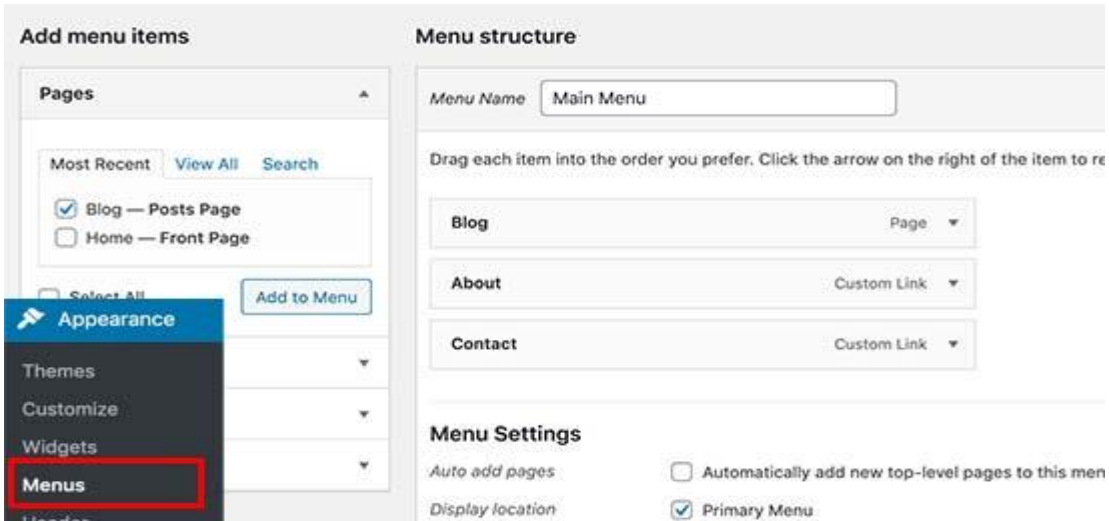 Add menu items
Pages
Most Recent View All Search
Blog — Posts Page
Home — Front Page
Select All
Add to Menu
Appearance
Themes
Customize
Widgets
Menus
Header
Menu structure
Menu Name Main Menu
Drag each item into the order you prefer. Click the arrow on the right of the item to re
Blog Page
About Custom Link
Contact Custom Link
Menu Settings
Auto add pages Automatically add new top-level pages to this men
Display location Primary Menu